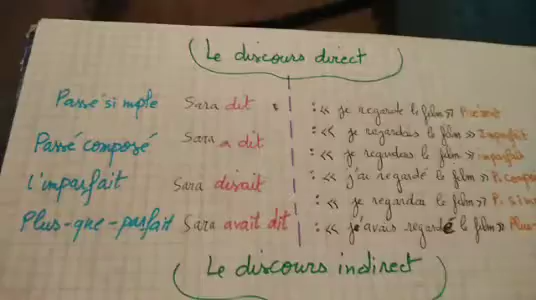 Le discours direct
Passé simple Sara dit : « je regarde le film » Présent
: « je regardais le film » Imparfait
Passé composé Sara a dit : « je regardais le film » imparfait
L'imparfait Sara disait : « j'ai regardé le film » P. compo
: « je regardai le film » P. sim
Plus-que-parfait Sara avait dit : « j'avais regardé le film » Plus-
Le discours indirect